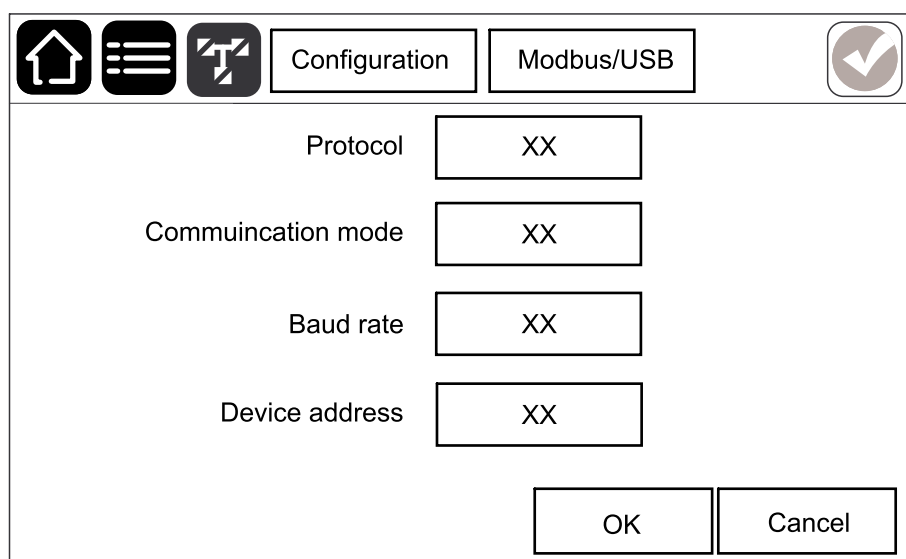 Configuration
Modbus/USB
Protocol XX
Commuincation mode XX
Baud rate XX
Device address XX
OK
Cancel